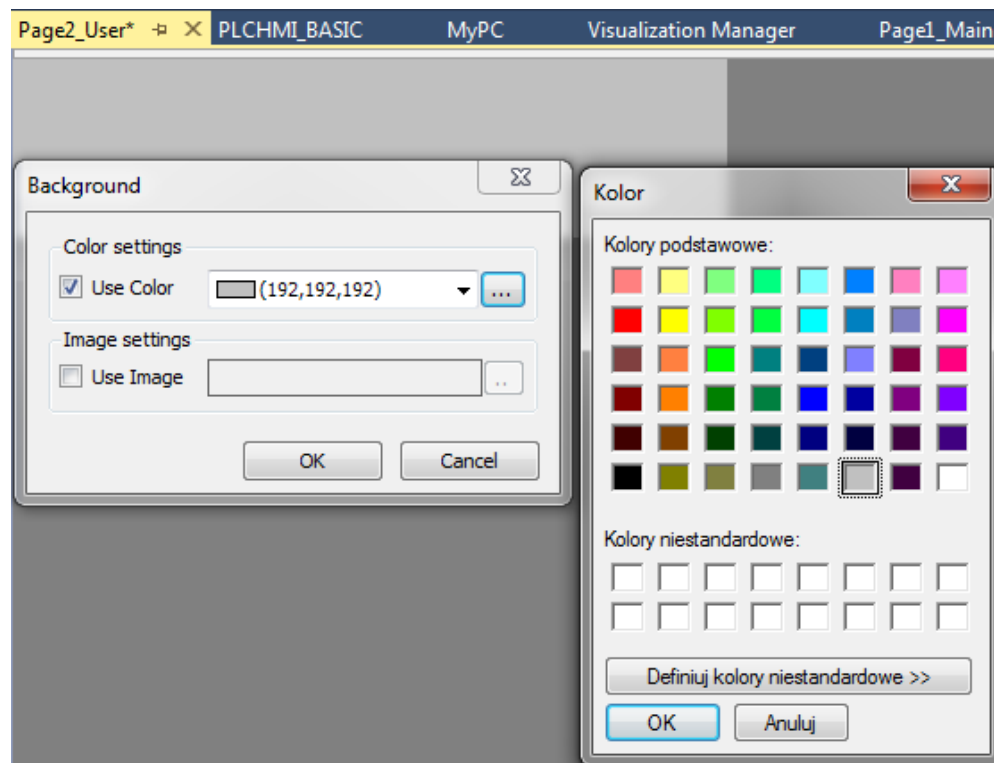 Page2_User* PLCHMI_BASIC MyPC Visualization Manager Page1_Main
Background
Color settings
Use Color (192,192,192) ...
Image settings
Use Image ..
OK Cancel
Kolor
Kolory podstawowe:
Kolory niestandardowe:
Definiuj kolory niestandardowe >>
OK Anuluj